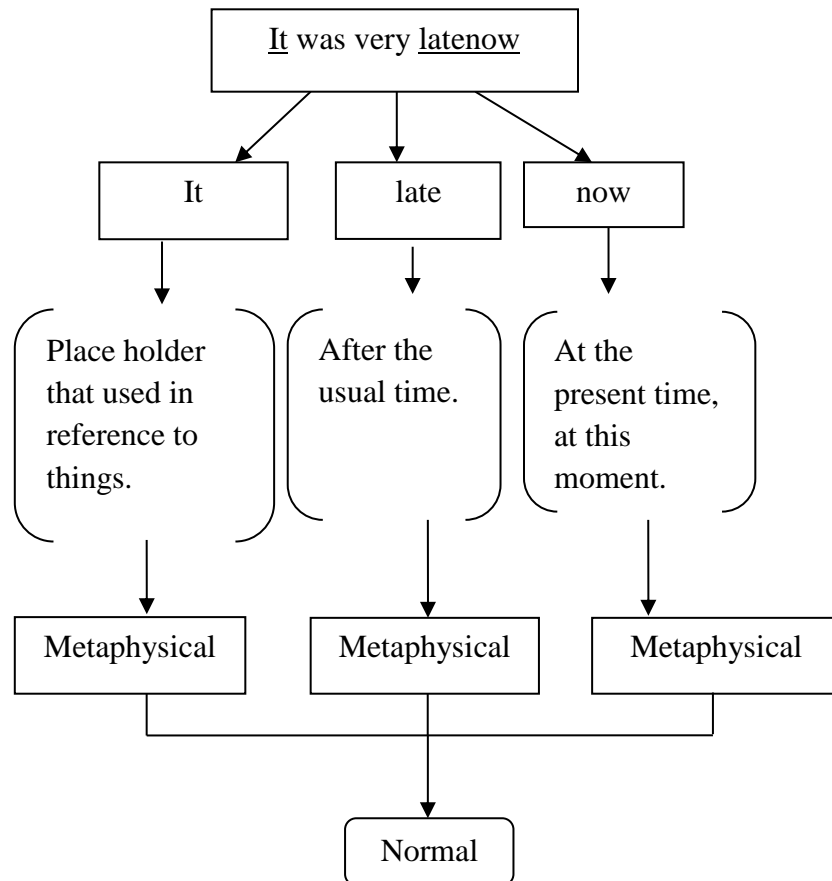 It was very latenow
It
late
now
Place holder
that used in
reference to
things.
After the
usual time.
At the
present time,
at this
moment.
Metaphysical
Metaphysical
Metaphysical
Normal